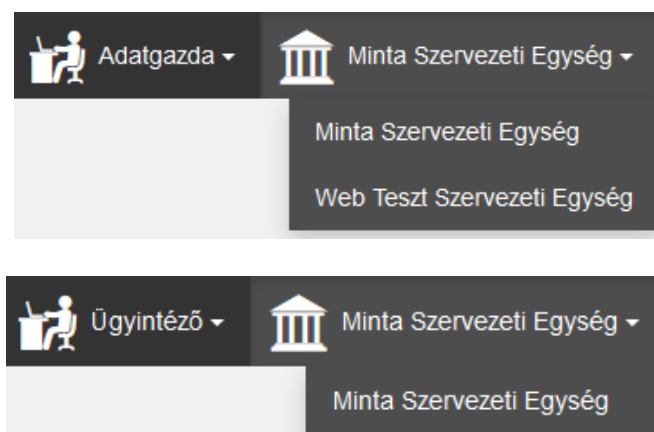 Adatgazda Minta Szervezeti Egység
Minta Szervezeti Egység
Web Teszt Szervezeti Egység
Ügyintéző Minta Szervezeti Egység
Minta Szervezeti Egység